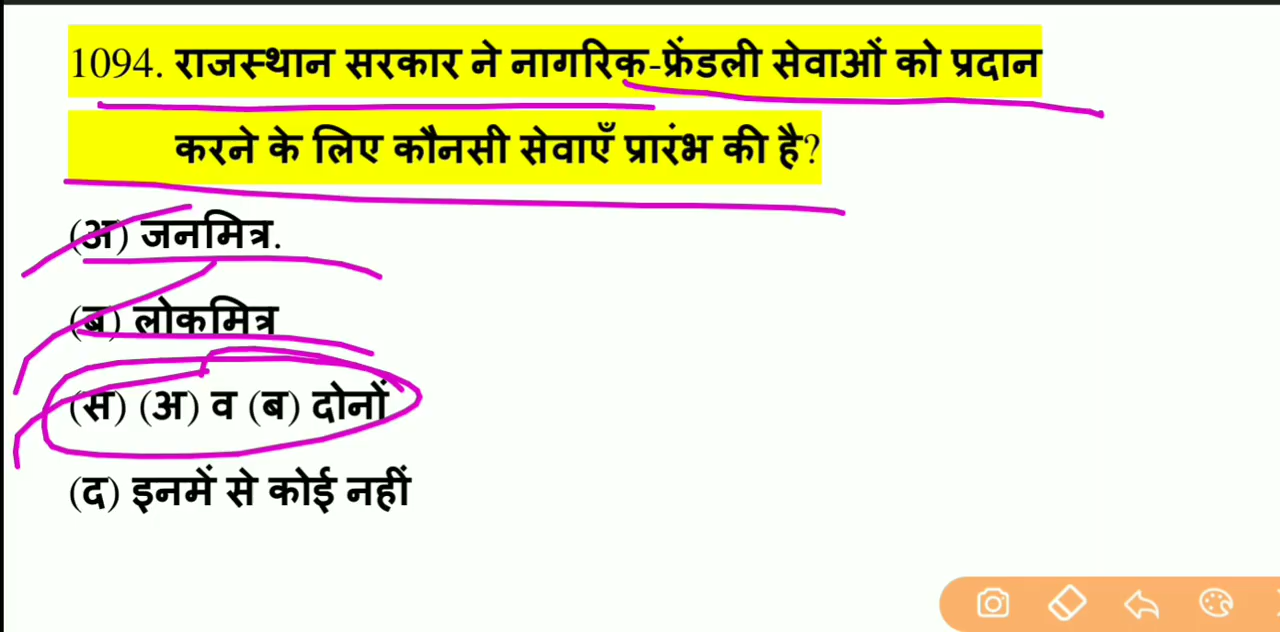 1094. राजस्थान सरकार ने नागरिक-फ्रेंडली सेवाओं को प्रदान
करने के लिए कौनसी सेवाएँ प्रारंभ की है?
(अ) जनमित्र.
(ब) लोकमित्र
(स) (अ) व (ब) दोनों
(द) इनमें से कोई नहीं